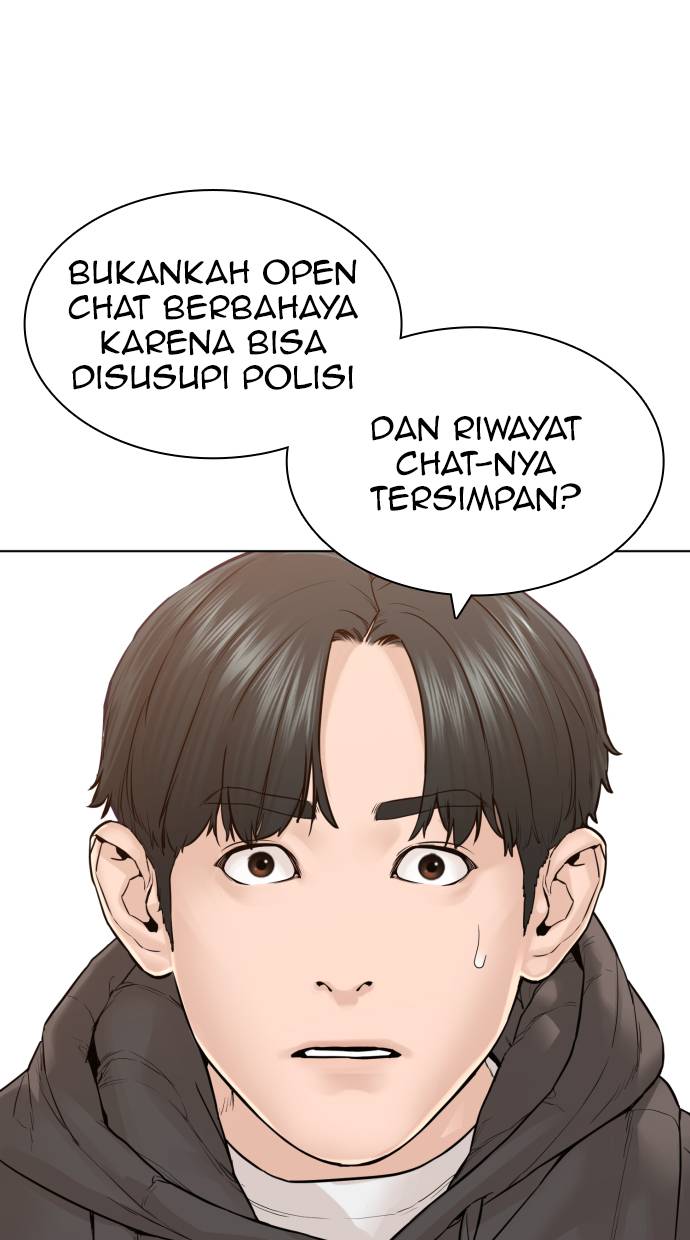 BUKANKAH OPEN
CHAT BERBAHAYA
KARENA BISA
DISUSUPI POLISI
DAN RIWAYAT
CHAT-NYA
TERSIMPAN?